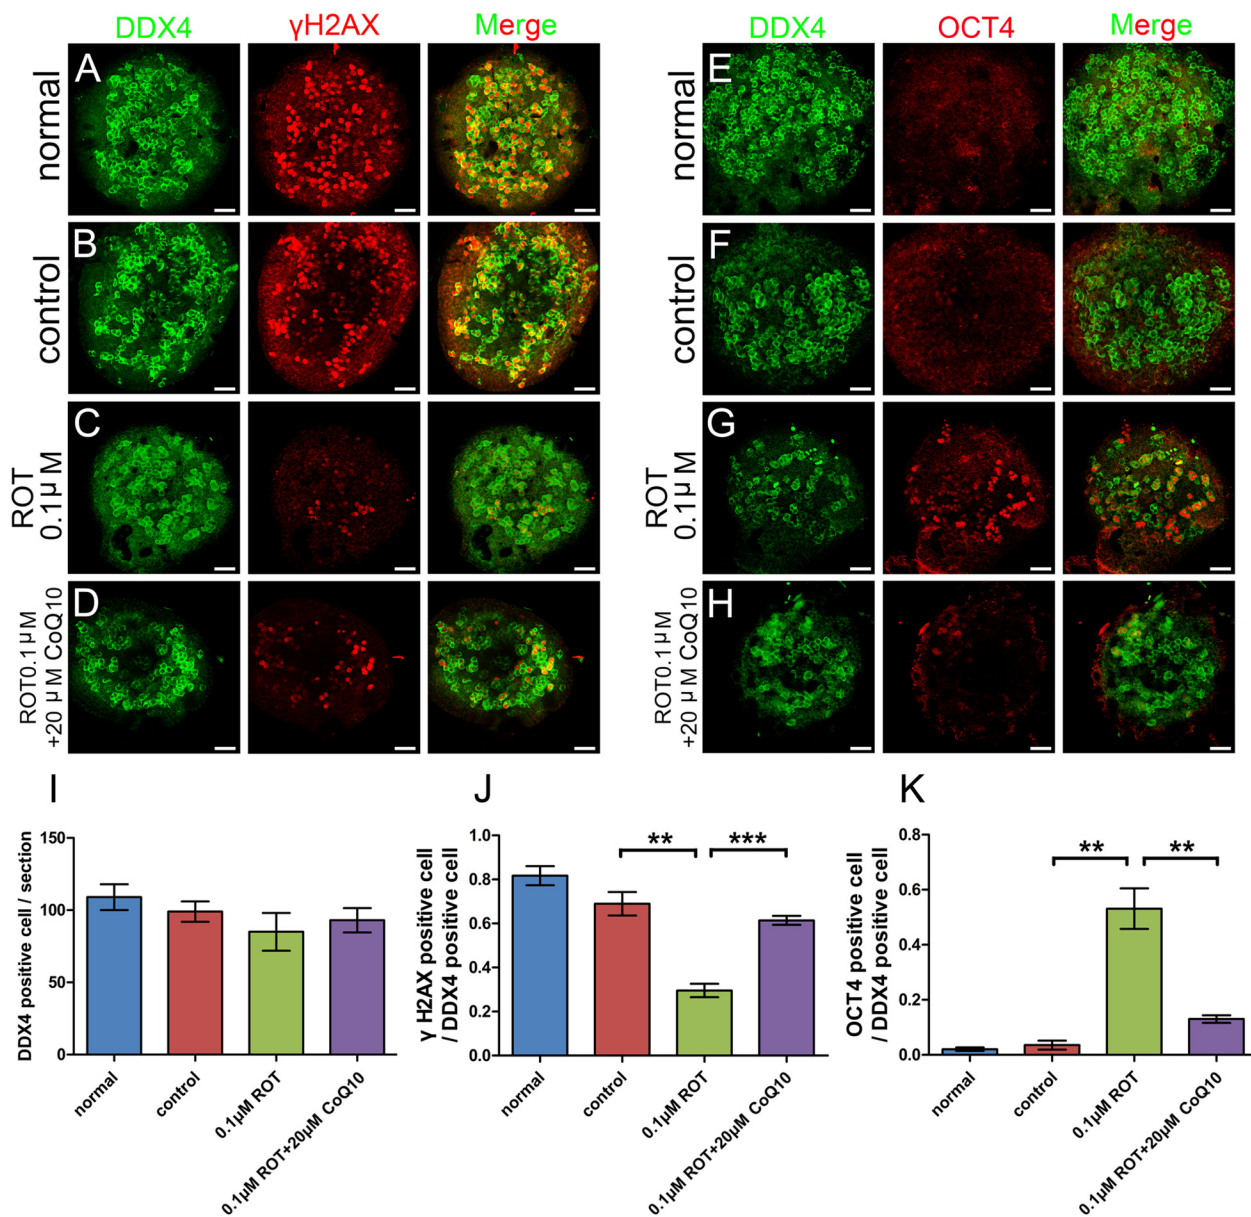 DDX4 γH2AX Merge DDX4 OCT4 Merge
normal A normal E
control B control F
ROT
0.1μM C ROT
0.1μM G
ROT0.1μM
+20 μM CoQ10 D ROT0.1μM
+20 μM CoQ10 H
I J K
DDX4 positive cell / section
150
100
50
0
normal control 0.1μM ROT 0.1μM ROT+20μM CoQ10
γ H2AX positive cell
/ DDX4 positive cell
1.0
0.8
0.6
0.4
0.2
0.0
** ***
normal control 0.1μM ROT 0.1μM ROT+20μM CoQ10
OCT4 positive cell
/ DDX4 positive cell
0.8
0.6
0.4
0.2
0.0
** **
normal control 0.1μM ROT 0.1μM ROT+20μM CoQ10